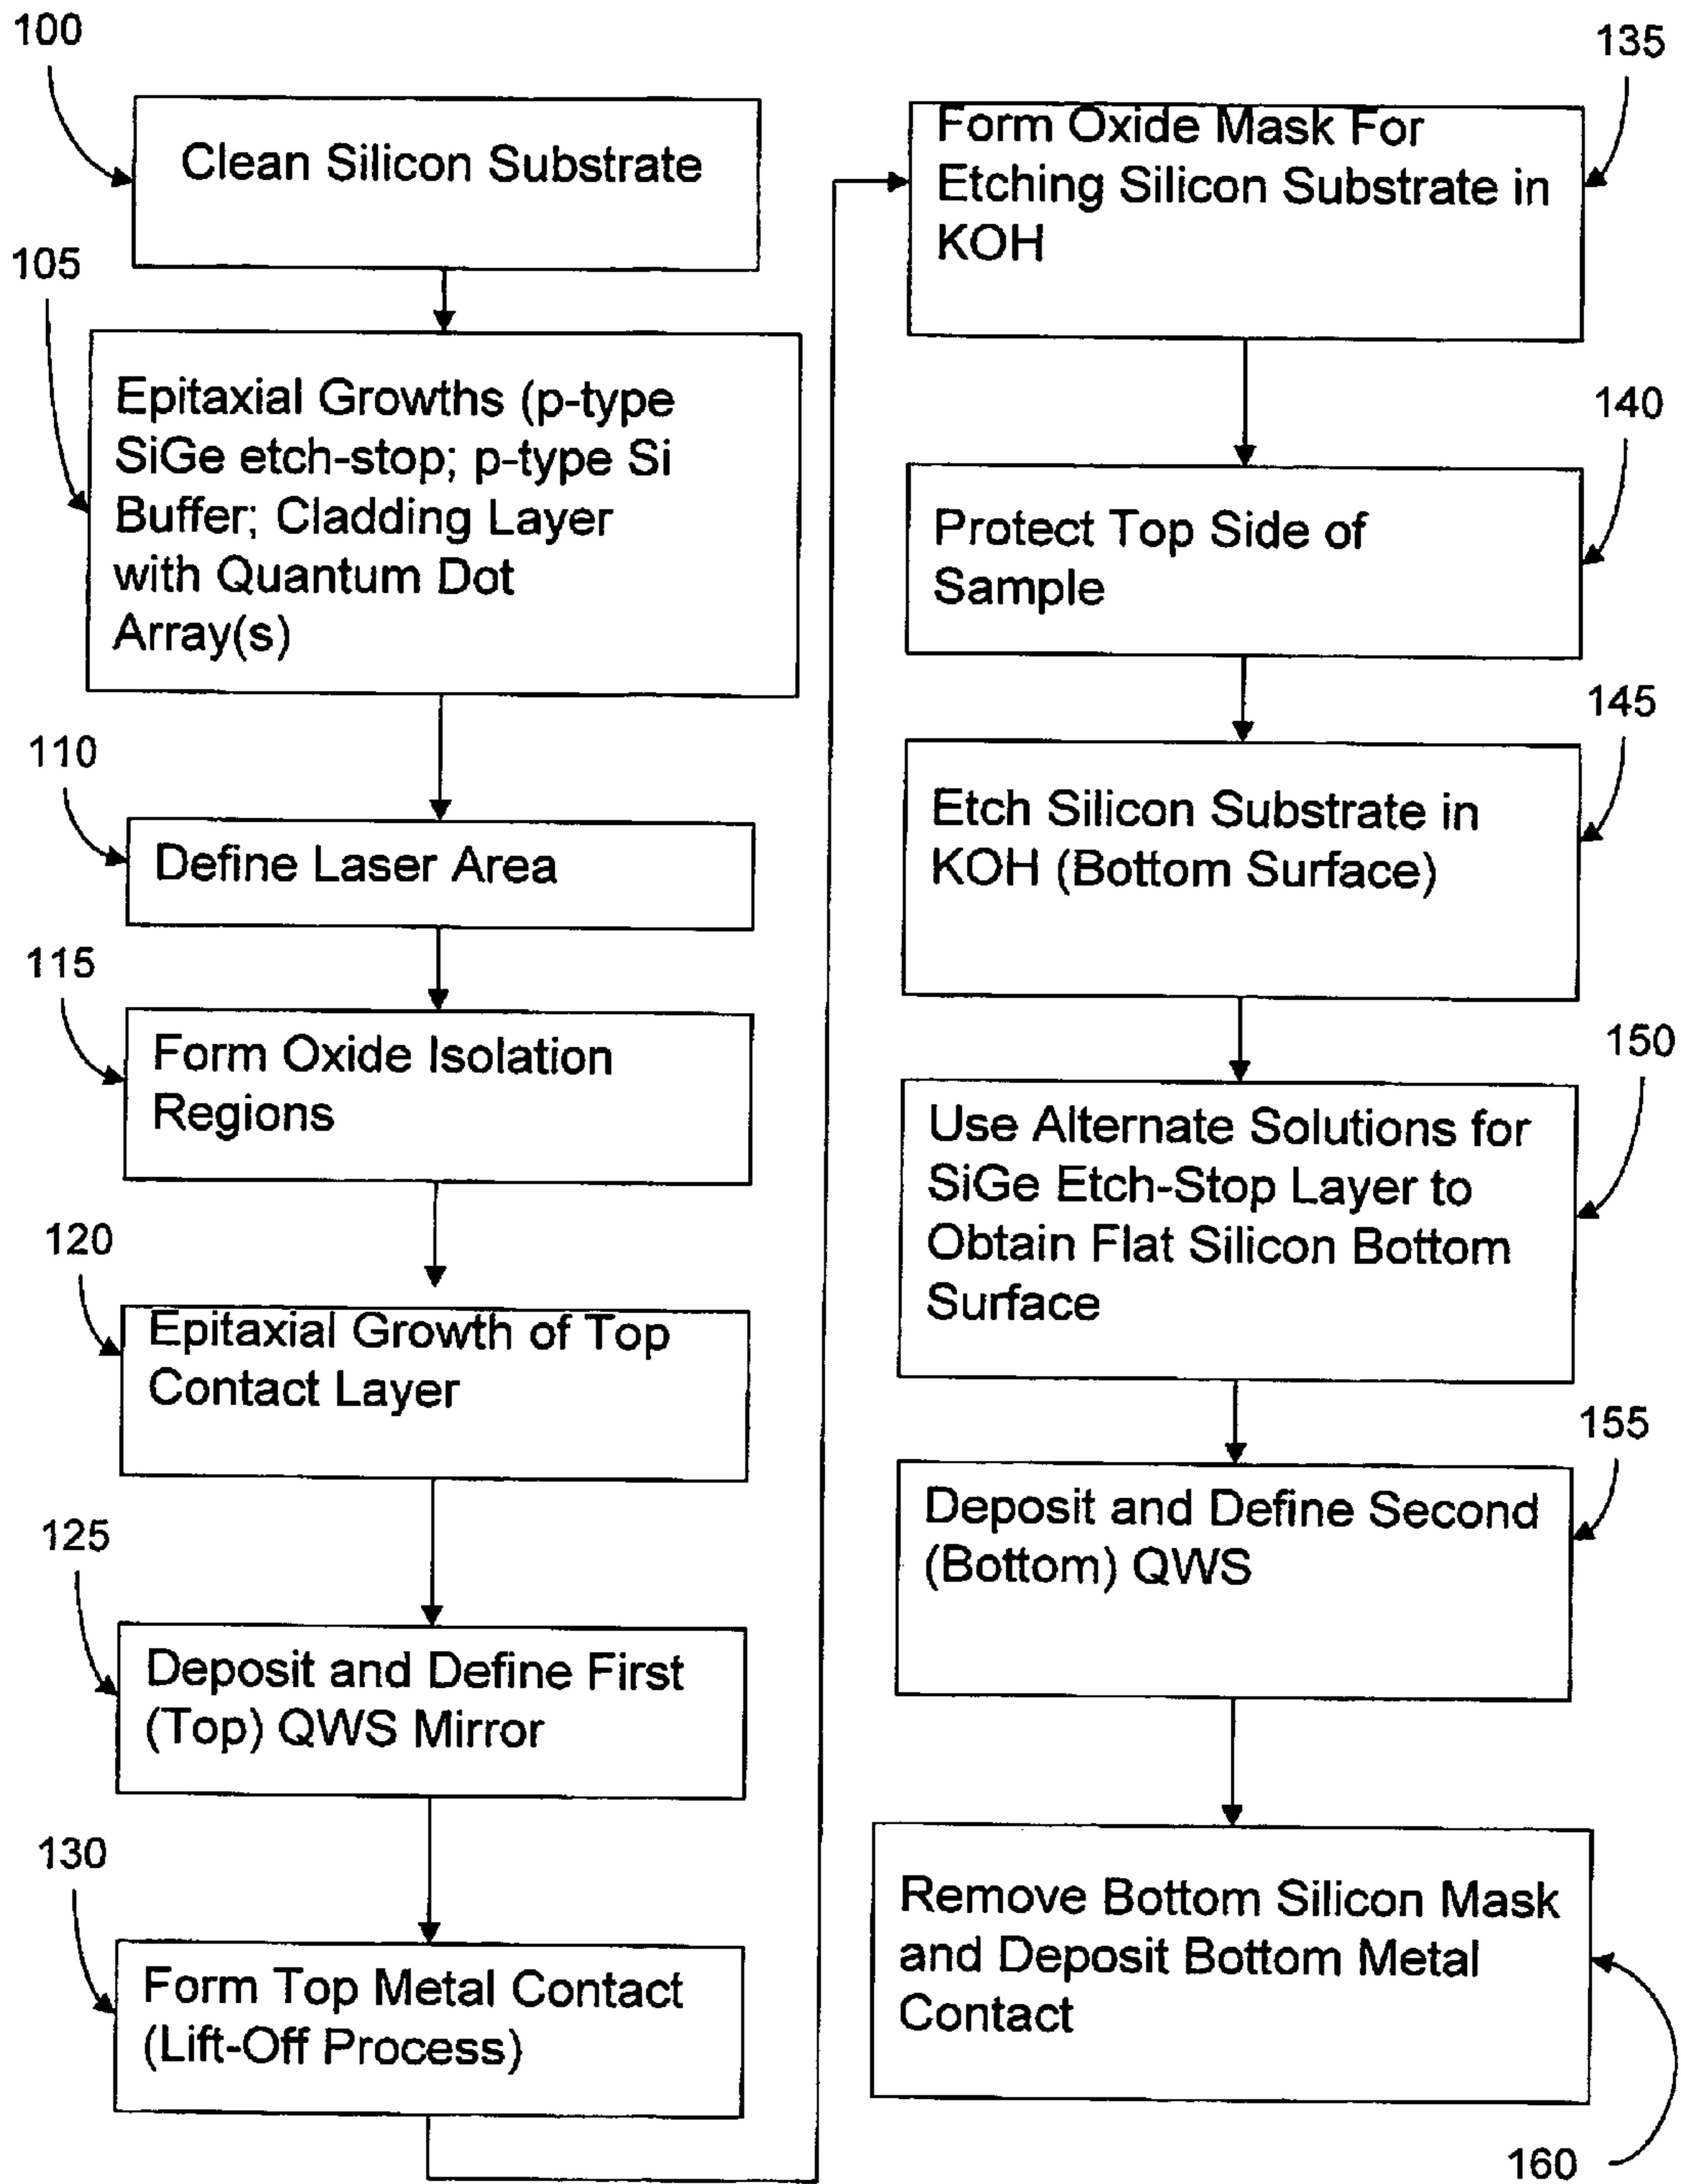 100
Clean Silicon Substrate
105
Epitaxial Growths (p-type
SiGe etch-stop; p-type Si
Buffer; Cladding Layer
with Quantum Dot
Array(s)
110
Define Laser Area
115
Form Oxide Isolation
Regions
120
Epitaxial Growth of Top
Contact Layer
125
Deposit and Define First
(Top) QWS Mirror
130
Form Top Metal Contact
(Lift-Off Process)
135
Form Oxide Mask For
Etching Silicon Substrate in
KOH
140
Protect Top Side of
Sample
145
Etch Silicon Substrate in
KOH (Bottom Surface)
150
Use Alternate Solutions for
SiGe Etch-Stop Layer to
Obtain Flat Silicon Bottom
Surface
155
Deposit and Define Second
(Bottom) QWS
Remove Bottom Silicon Mask
and Deposit Bottom Metal
Contact
160